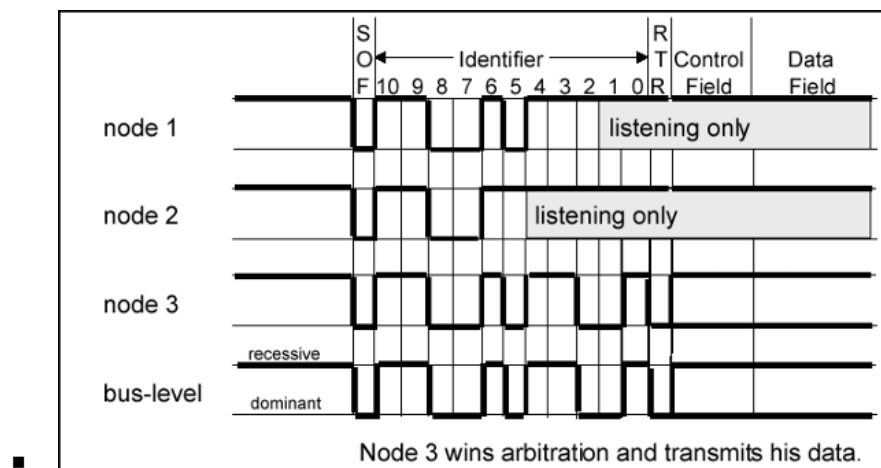 SOF
Identifier
RTR
Control Field
Data Field
10 9 8 7 6 5 4 3 2 1 0
node 1
listening only
node 2
listening only
node 3
recessive
bus-level
dominant
Node 3 wins arbitration and transmits his data.